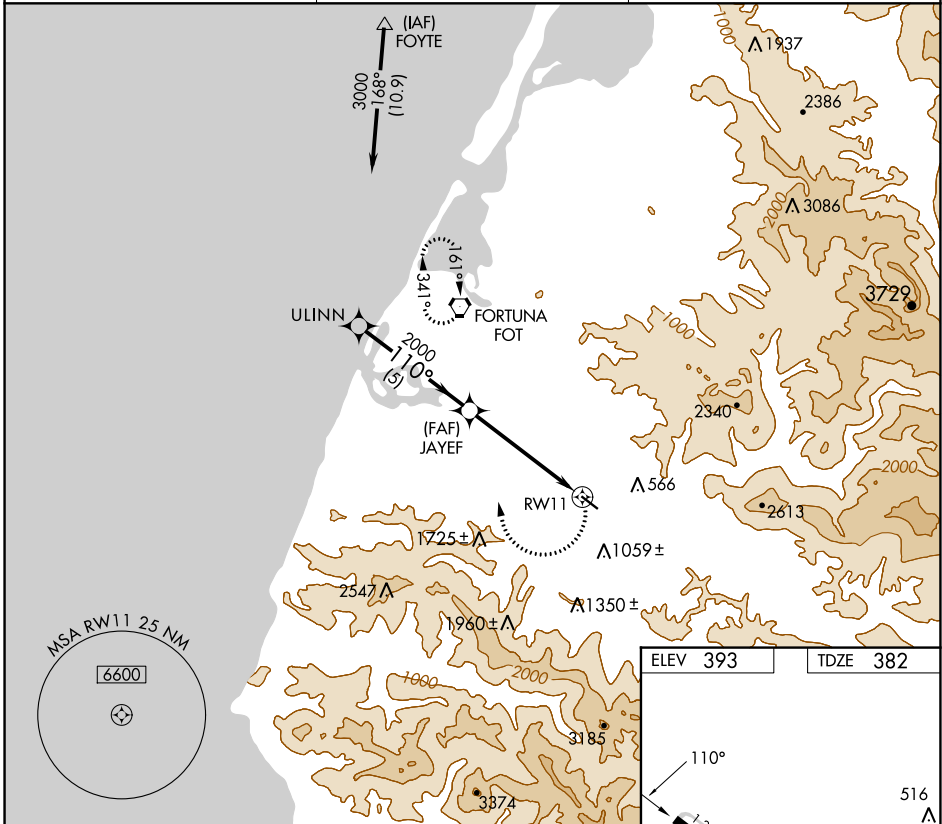 (IAF)
FOYTE
3000
168°
(10.9)
1000
1937
2386
2000
3086
3729
161°
341°
FORTUNA
FOT
ULINN
2000
110°
(5)
1000
2340
(FAF)
JAYEF
2000
RW11
566
2613
1725±
1059±
2547
1350±
1960±
MSA RW11 25 NM
6600
1000
2000
3185
3374
ELEV 393
TDZE 382
110°
516